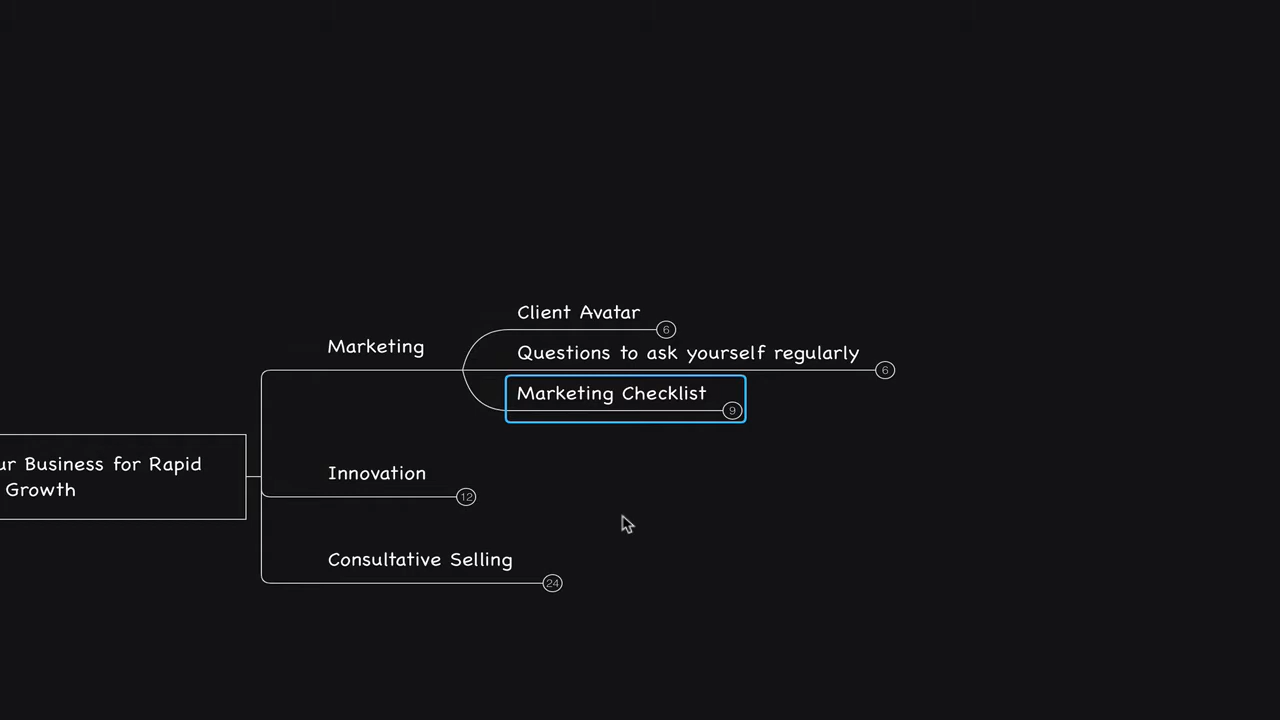 Client Avatar
6
Marketing
Questions to ask yourself regularly
6
Marketing Checklist
9
ur Business for Rapid
Growth
Innovation
12
Consultative Selling
24